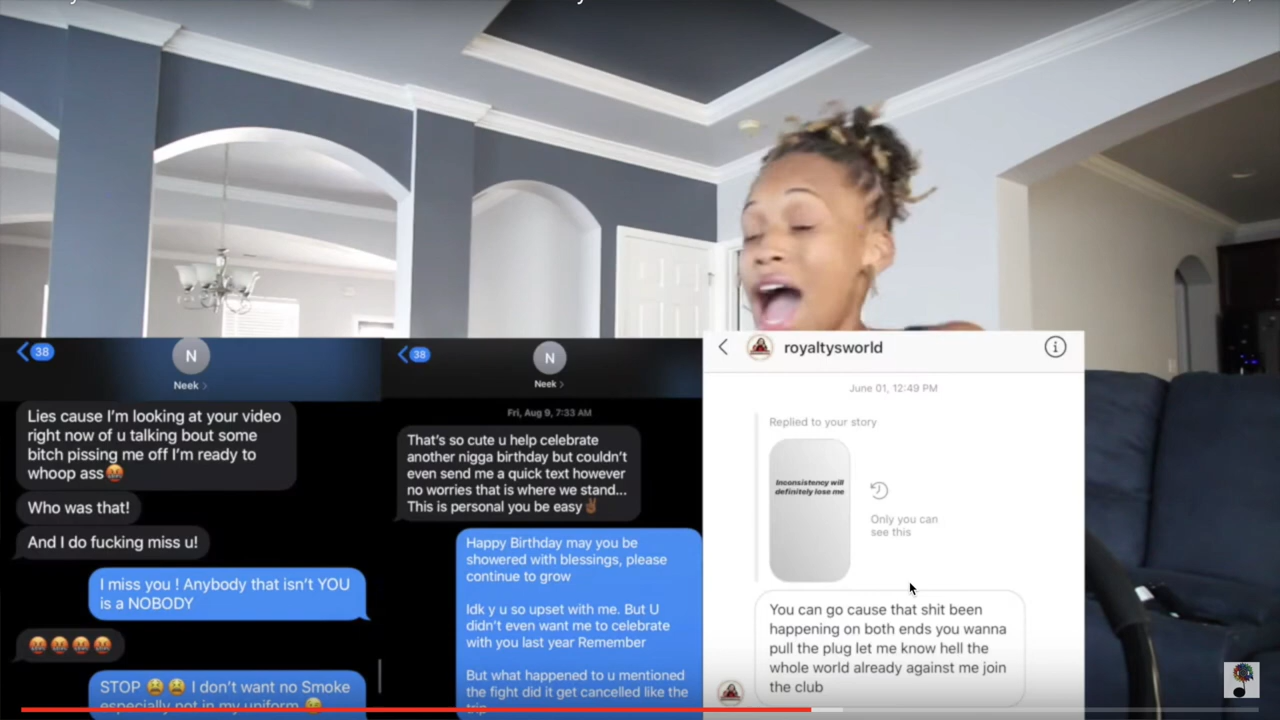 38
N
Neek >
Lies cause I'm looking at your video
right now of u talking bout some
bitch pissing me off I'm ready to
whoop ass🤬
Who was that!
And I do fucking miss u!
I miss you ! Anybody that isn't YOU
is a NOBODY
🤬🤬🤬🤬
STOP 😫😫 I don't want no Smoke
especially not in my uniform
38
N
Neek >
Fri, Aug 9, 7:33 AM
That's so cute u help celebrate
another nigga birthday but couldn't
even send me a quick text however
no worries that is where we stand...
This is personal you be easy✌🏾
Happy Birthday may you be
showered with blessings, please
continue to grow
Idk y u so upset with me. But U
didn't even want me to celebrate
with you last year Remember
But what happened to u mentioned
the fight did it get cancelled like the
trip
royaltysworld
June 01, 12:49 PM
Replied to your story
Inconsistency will
definitely lose me
Only you can
see this
You can go cause that shit been
happening on both ends you wanna
pull the plug let me know hell the
whole world already against me join
the club